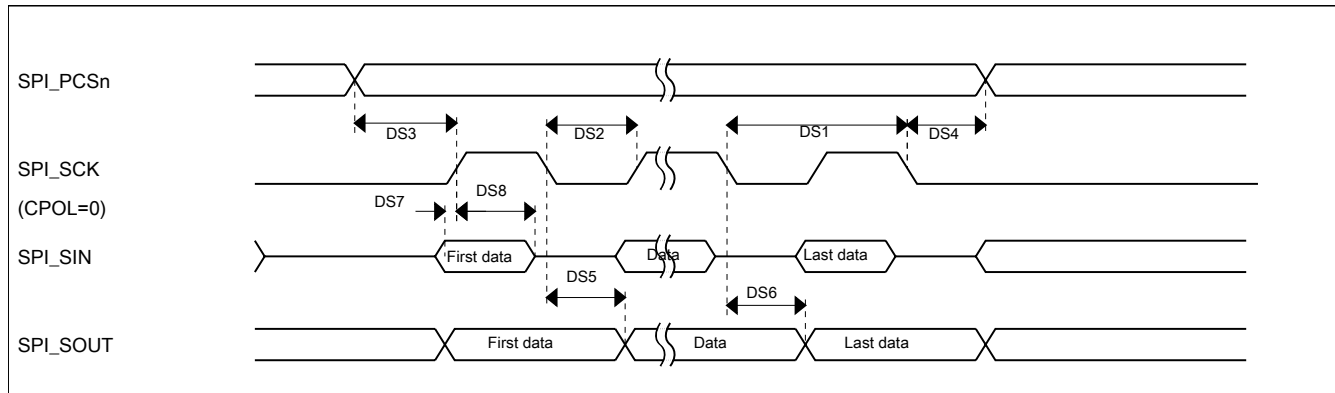 SPI_PCSn
DS3
DS2
DS1
DS4
SPI_SCK
(CPOL=0)
DS7
DS8
SPI_SIN
First data
Data
Last data
DS5
DS6
SPI_SOUT
First data
Data
Last data